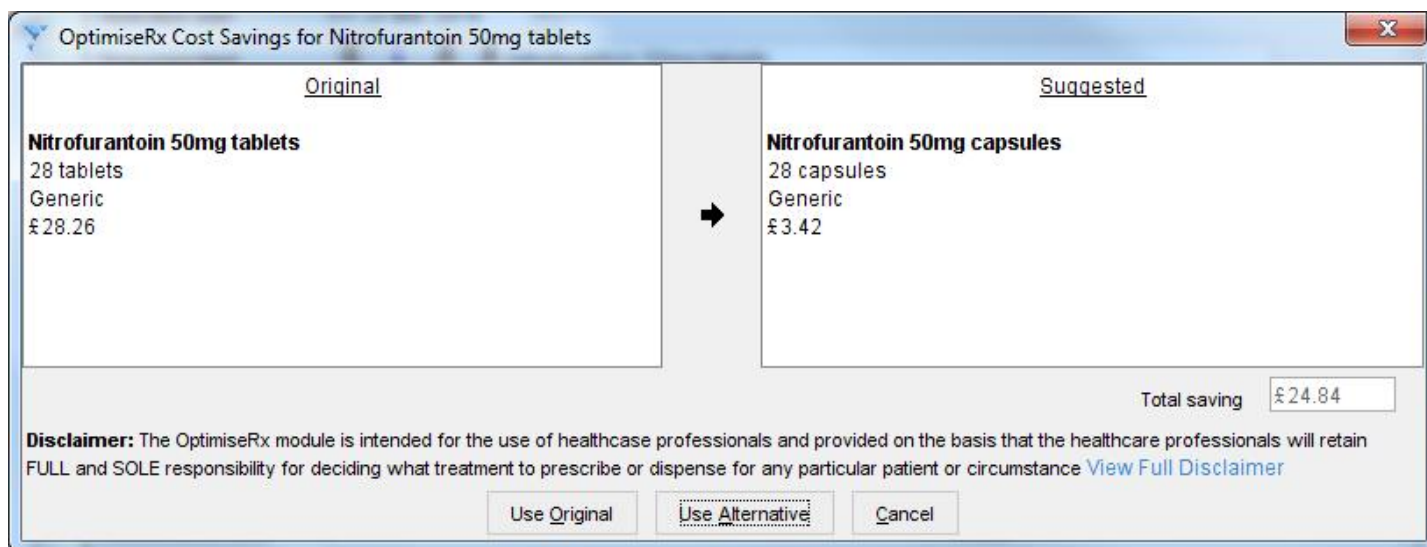 OptimiseRx Cost Savings for Nitrofurantoin 50mg tablets
X
Original
Nitrofurantoin 50mg tablets
28 tablets
Generic
£28.26
Suggested
Nitrofurantoin 50mg capsules
28 capsules
Generic
£3.42
Total saving £24.84
Disclaimer: The OptimiseRx module is intended for the use of healthcase professionals and provided on the basis that the healthcare professionals will retain
FULL and SOLE responsibility for deciding what treatment to prescribe or dispense for any particular patient or circumstance View Full Disclaimer
Use Original Use Alternative Cancel